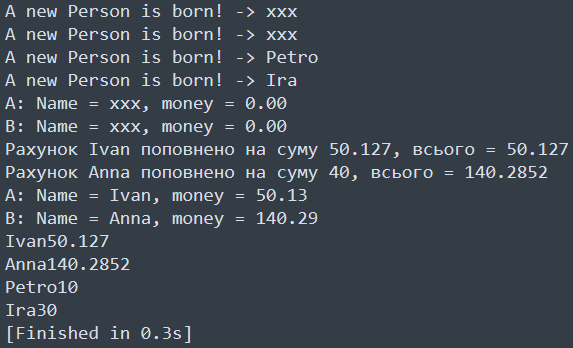 A new Person is born! -> xxx
A new Person is born! -> xxx
A new Person is born! -> Petro
A new Person is born! -> Ira
A: Name = xxx, money = 0.00
B: Name = xxx, money = 0.00
Рахунок Ivan поповнено на суму 50.127, всього = 50.127
Рахунок Anna поповнено на суму 40, всього = 140.2852
A: Name = Ivan, money = 50.13
B: Name = Anna, money = 140.29
Ivan50.127
Anna140.2852
Petro10
Ira30
[Finished in 0.3s]